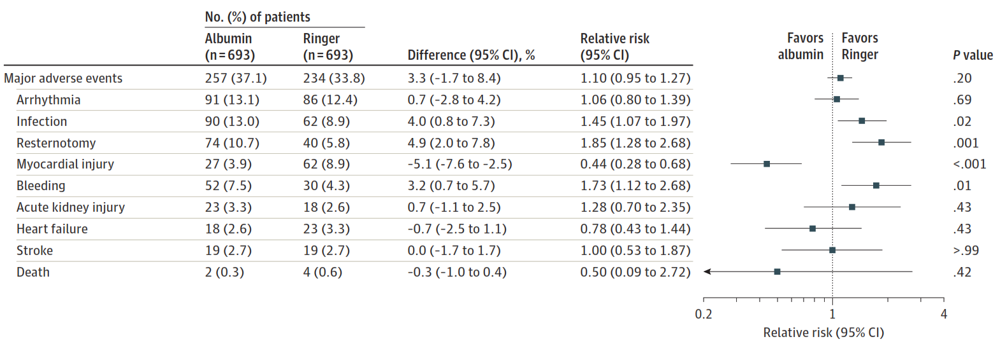 No. (%) of patients
Albumin (n = 693) Ringer (n = 693) Difference (95% CI), % Relative risk (95% CI) Favors albumin Favors Ringer P value
Major adverse events 257 (37.1) 234 (33.8) 3.3 (-1.7 to 8.4) 1.10 (0.95 to 1.27) .20
Arrhythmia 91 (13.1) 86 (12.4) 0.7 (-2.8 to 4.2) 1.06 (0.80 to 1.39) .69
Infection 90 (13.0) 62 (8.9) 4.0 (0.8 to 7.3) 1.45 (1.07 to 1.97) .02
Resternotomy 74 (10.7) 40 (5.8) 4.9 (2.0 to 7.8) 1.85 (1.28 to 2.68) .001
Myocardial injury 27 (3.9) 62 (8.9) -5.1 (-7.6 to -2.5) 0.44 (0.28 to 0.68) <.001
Bleeding 52 (7.5) 30 (4.3) 3.2 (0.7 to 5.7) 1.73 (1.12 to 2.68) .01
Acute kidney injury 23 (3.3) 18 (2.6) 0.7 (-1.1 to 2.5) 1.28 (0.70 to 2.35) .43
Heart failure 18 (2.6) 23 (3.3) -0.7 (-2.5 to 1.1) 0.78 (0.43 to 1.44) .43
Stroke 19 (2.7) 19 (2.7) 0.0 (-1.7 to 1.7) 1.00 (0.53 to 1.87) >.99
Death 2 (0.3) 4 (0.6) -0.3 (-1.0 to 0.4) 0.50 (0.09 to 2.72) .42
0.2 1 4
Relative risk (95% CI)